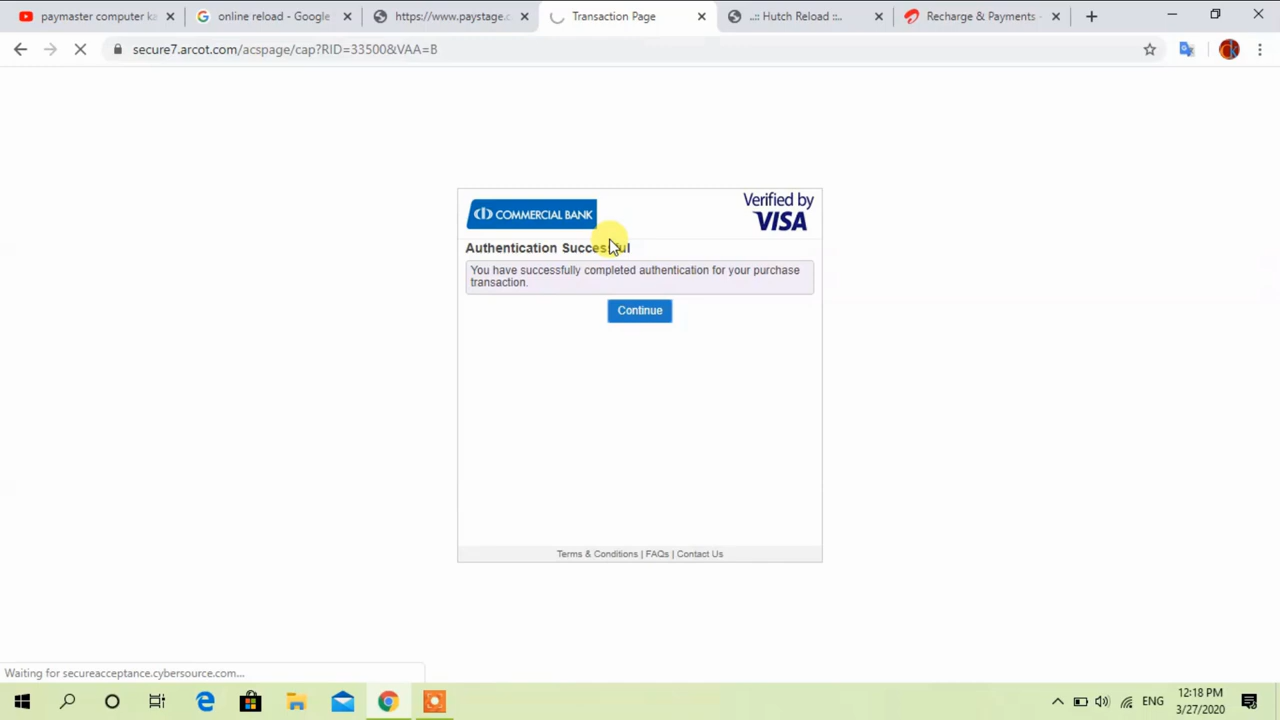 paymaster computer ka
online reload - Google
https://www.paystage.c
Transaction Page
..:: Hutch Reload ::..
Recharge & Payments -
secure7.arcot.com/acspage/cap?RID=33500&VAA=B
COMMERCIAL BANK
Verified by
VISA
Authentication Successful
You have successfully completed authentication for your purchase
transaction.
Continue
Terms & Conditions | FAQs | Contact Us
Waiting for secureacceptance.cybersource.com...
ENG
12:18 PM
3/27/2020